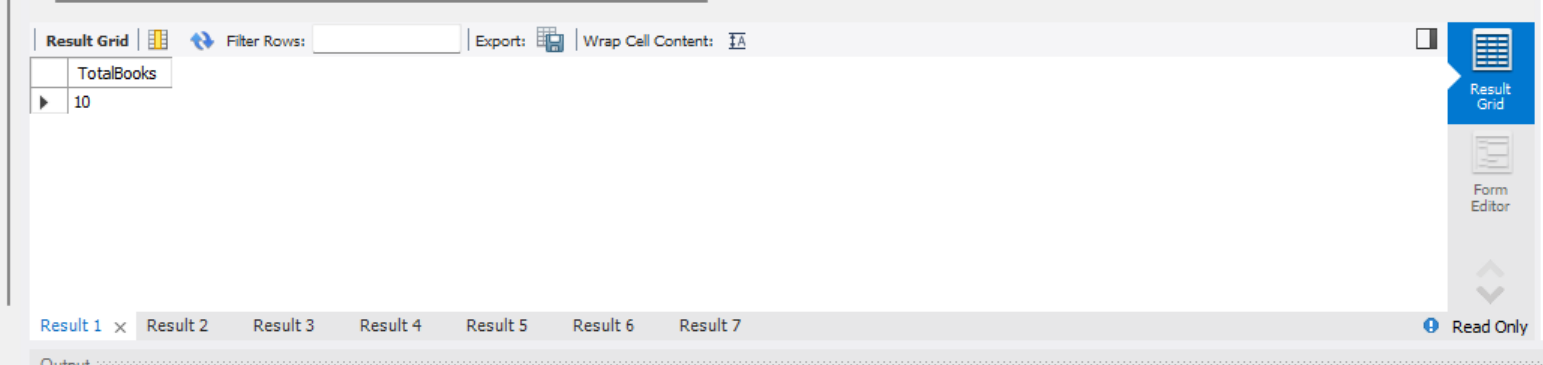 Result Grid Filter Rows: Export: Wrap Cell Content: IA
TotalBooks
10
Result
Grid
Form
Editor
Result 1 × Result 2 Result 3 Result 4 Result 5 Result 6 Result 7 Read Only
Output